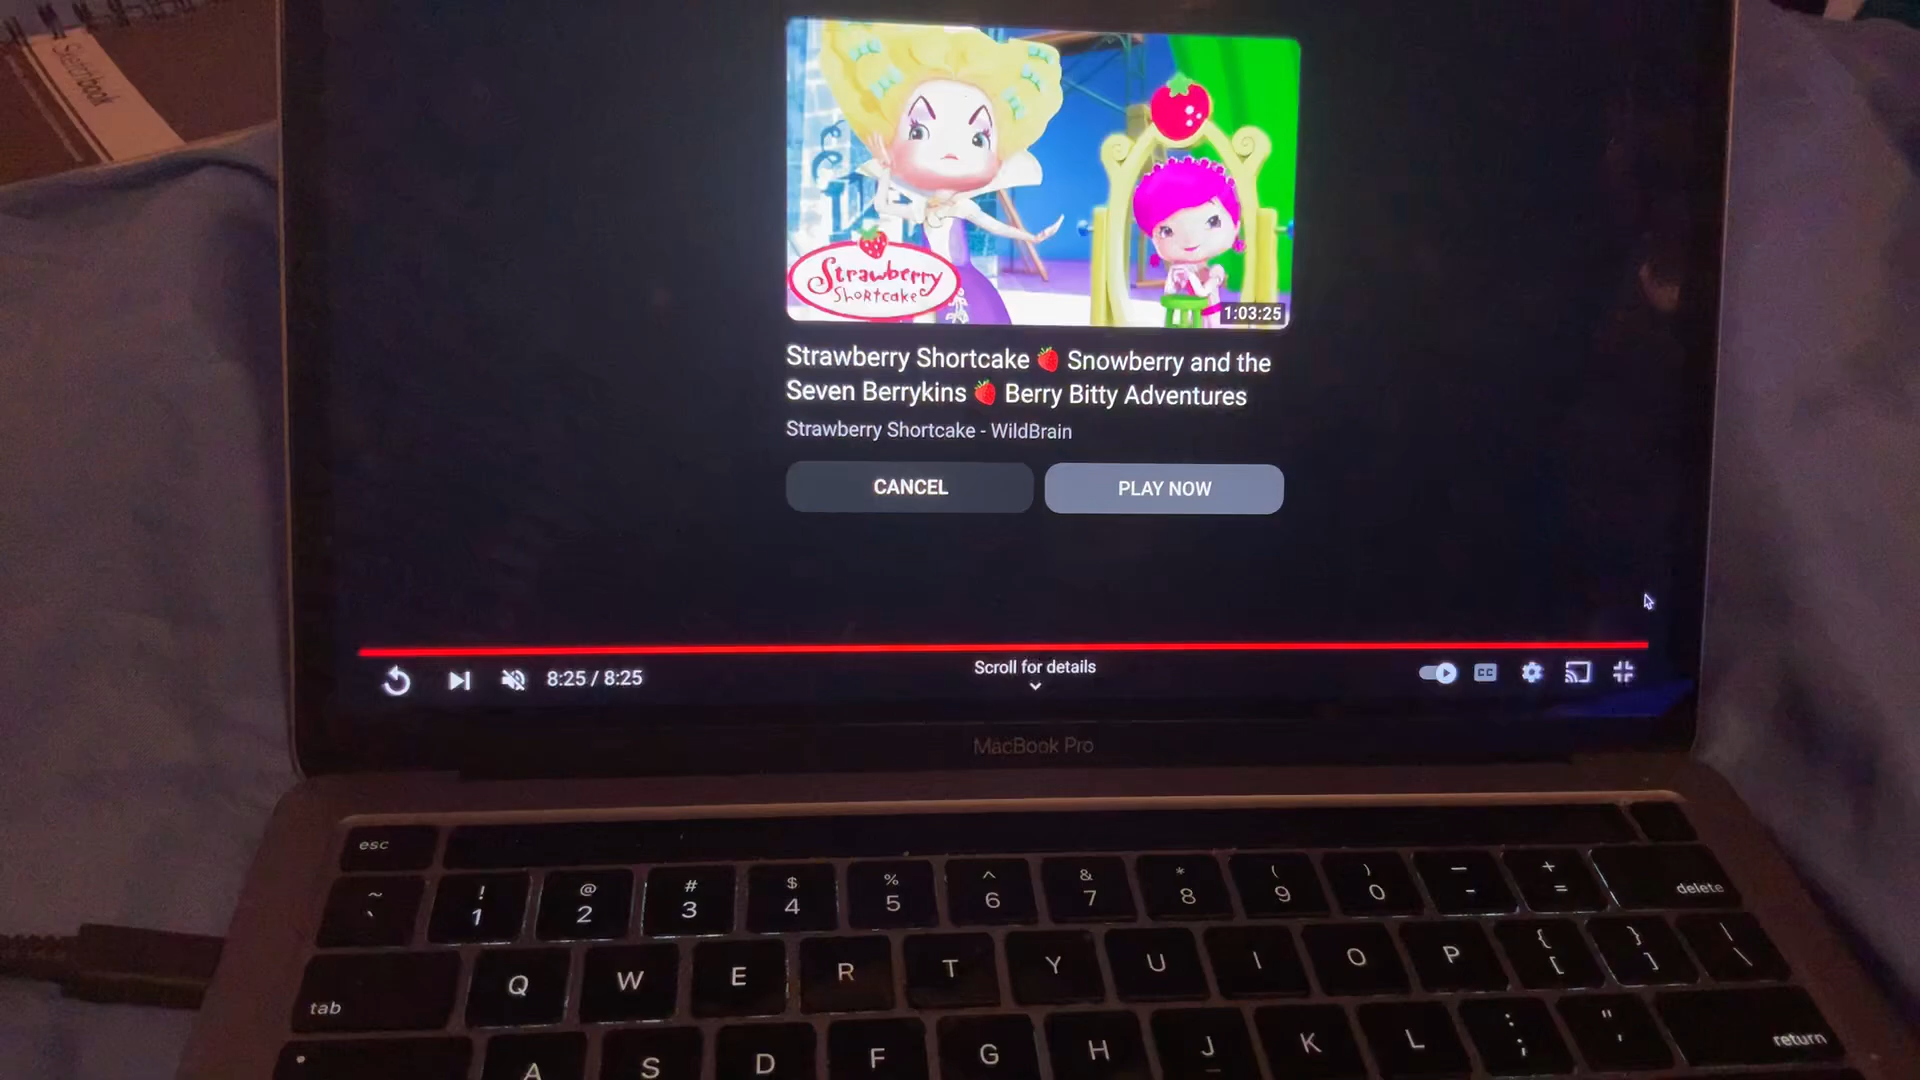 Sketchbook
Strawberry
Shortcake
1:03:25
Strawberry Shortcake 🍓 Snowberry and the
Seven Berrykins 🍓 Berry Bitty Adventures
Strawberry Shortcake - WildBrain
CANCEL PLAY NOW
8:25 / 8:25
Scroll for details
CC
MacBook Pro
esc
~ ! @ # $ % ^ & * ( ) — +
` 1 2 3 4 5 6 7 8 9 0 - = delete
tab Q W E R T Y U I O P { [ } ] | \
A S D F G H J K L : ; " ' return